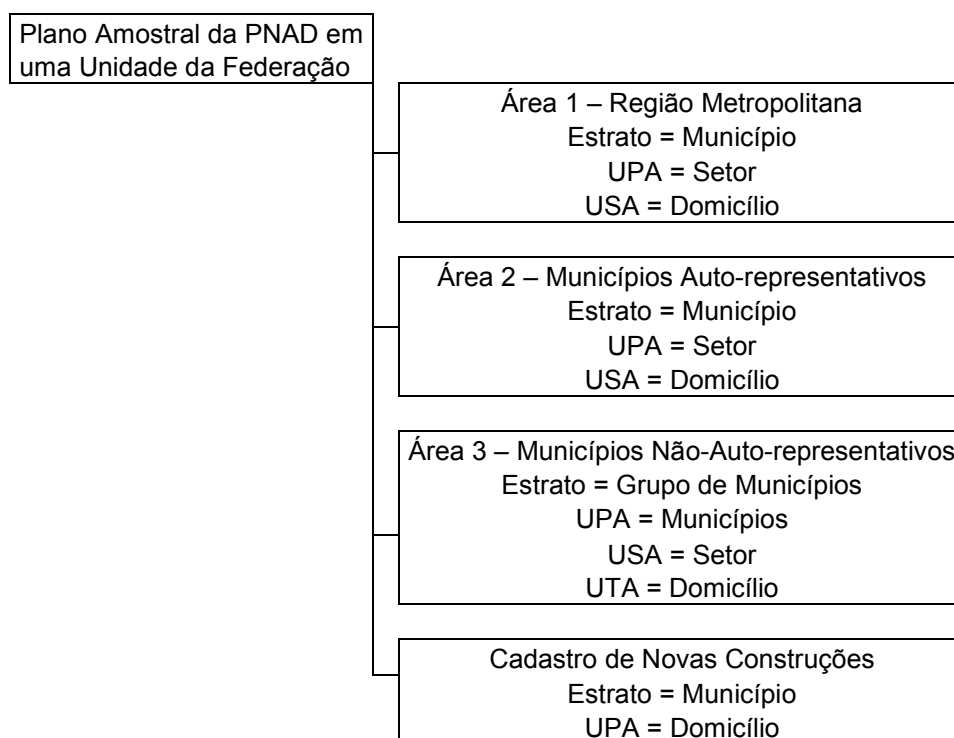 Plano Amostral da PNAD em
uma Unidade da Federação
Área 1 – Região Metropolitana
Estrato = Município
UPA = Setor
USA = Domicílio
Área 2 – Municípios Auto-representativos
Estrato = Município
UPA = Setor
USA = Domicílio
Área 3 – Municípios Não-Auto-representativos
Estrato = Grupo de Municípios
UPA = Municípios
USA = Setor
UTA = Domicílio
Cadastro de Novas Construções
Estrato = Município
UPA = Domicílio